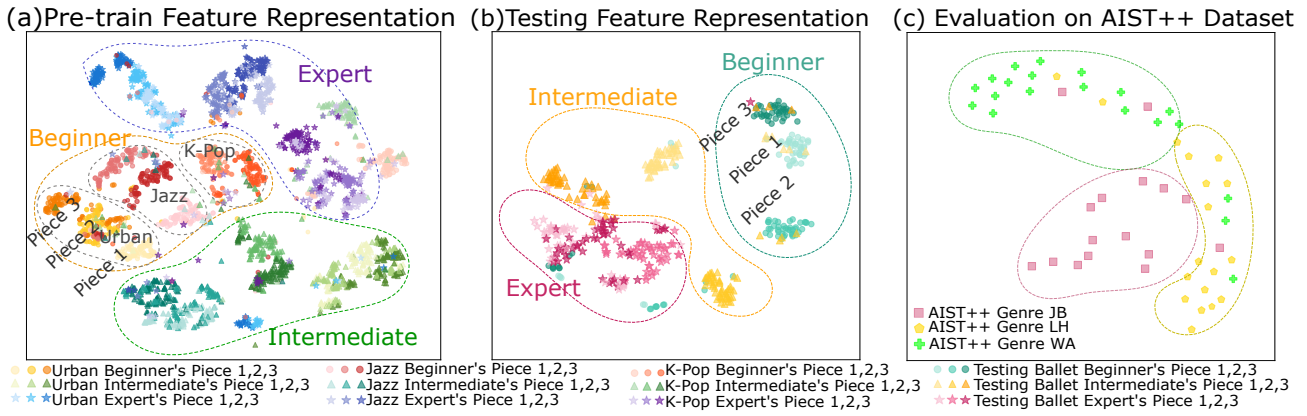 (a)Pre-train Feature Representation
(b)Testing Feature Representation
(c) Evaluation on AIST++ Dataset
Expert
Beginner
K-Pop
Jazz
Piece 3
Piece 2
Urban
Piece 1
Intermediate
Beginner
Intermediate
Piece 3
Piece 1
Piece 2
Expert
AIST++ Genre JB
AIST++ Genre LH
AIST++ Genre WA
Urban Beginner's Piece 1,2,3
Urban Intermediate's Piece 1,2,3
Urban Expert's Piece 1,2,3
Jazz Beginner's Piece 1,2,3
Jazz Intermediate's Piece 1,2,3
Jazz Expert's Piece 1,2,3
K-Pop Beginner's Piece 1,2,3
K-Pop Intermediate's Piece 1,2,3
K-Pop Expert's Piece 1,2,3
Testing Ballet Beginner's Piece 1,2,3
Testing Ballet Intermediate's Piece 1,2,3
Testing Ballet Expert's Piece 1,2,3